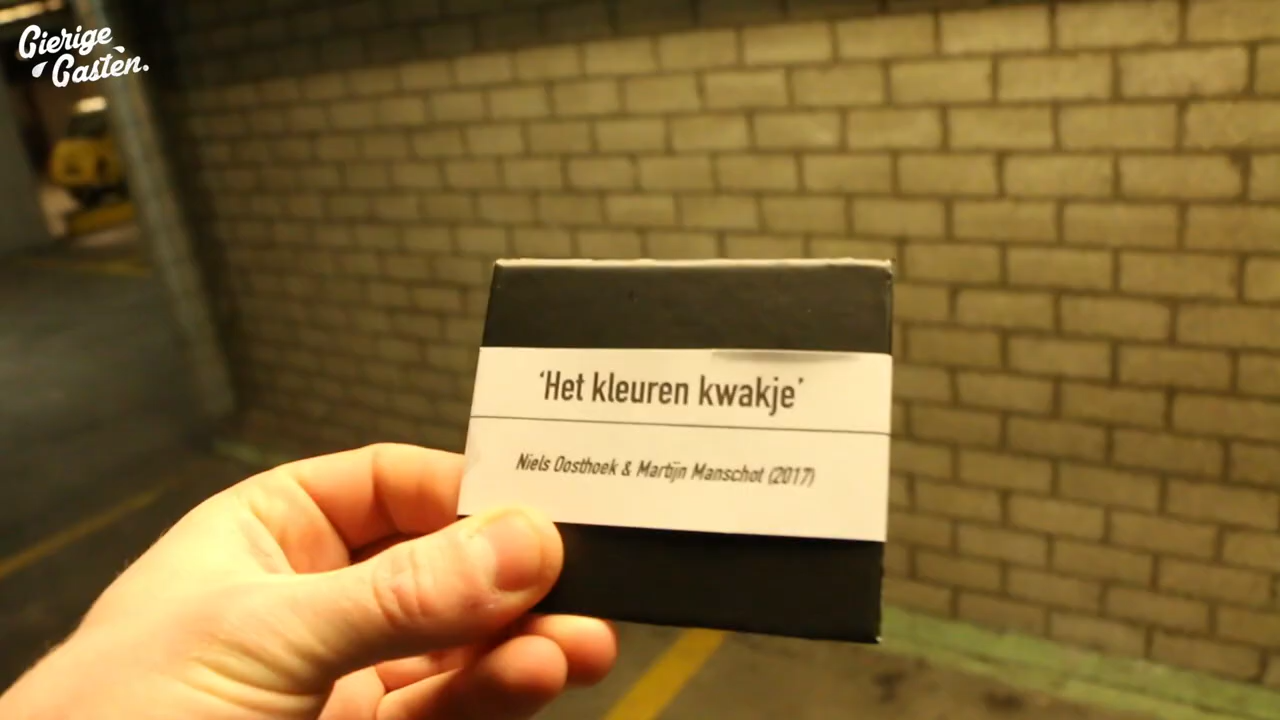 Gierige
Gasten.
‘Het kleuren kwakje’
Niels Oosthoek & Martijn Manschot (2017)